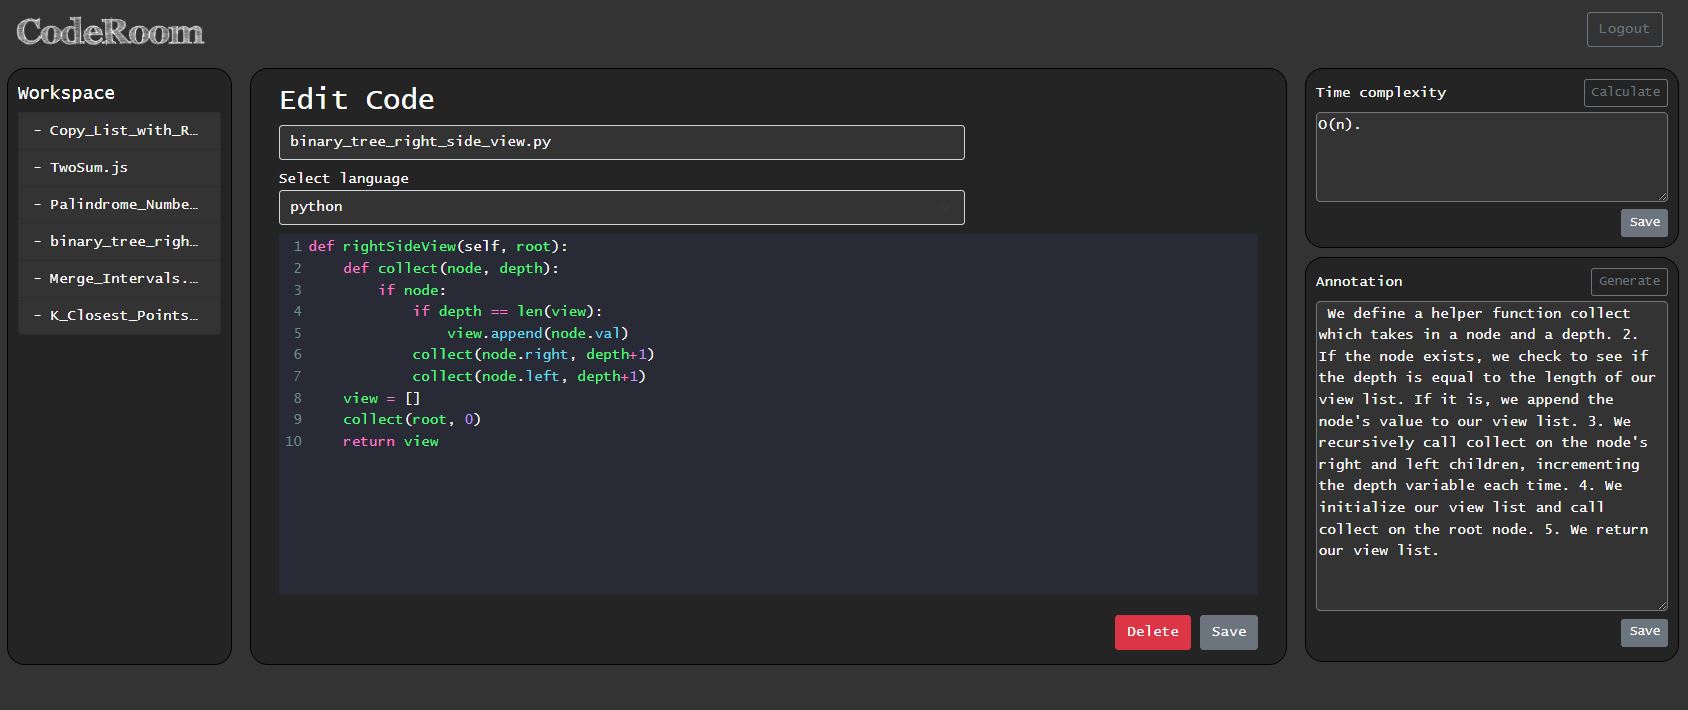 CodeRoom
Logout
Workspace
- Copy_List_with_R…
- TwoSum.js
- Palindrome_Numbe…
- binary_tree_righ…
- Merge_Intervals.…
- K_Closest_Points…
Edit Code
binary_tree_right_side_view.py
Select language
python
1 def rightSideView(self, root):
2     def collect(node, depth):
3         if node:
4             if depth == len(view):
5                 view.append(node.val)
6             collect(node.right, depth+1)
7             collect(node.left, depth+1)
8     view = []
9     collect(root, 0)
10     return view
Delete
Save
Time complexity
Calculate
O(n).
Save
Annotation
Generate
We define a helper function collect
which takes in a node and a depth. 2.
If the node exists, we check to see if
the depth is equal to the length of our
view list. If it is, we append the
node's value to our view list. 3. We
recursively call collect on the node's
right and left children, incrementing
the depth variable each time. 4. We
initialize our view list and call
collect on the root node. 5. We return
our view list.
Save